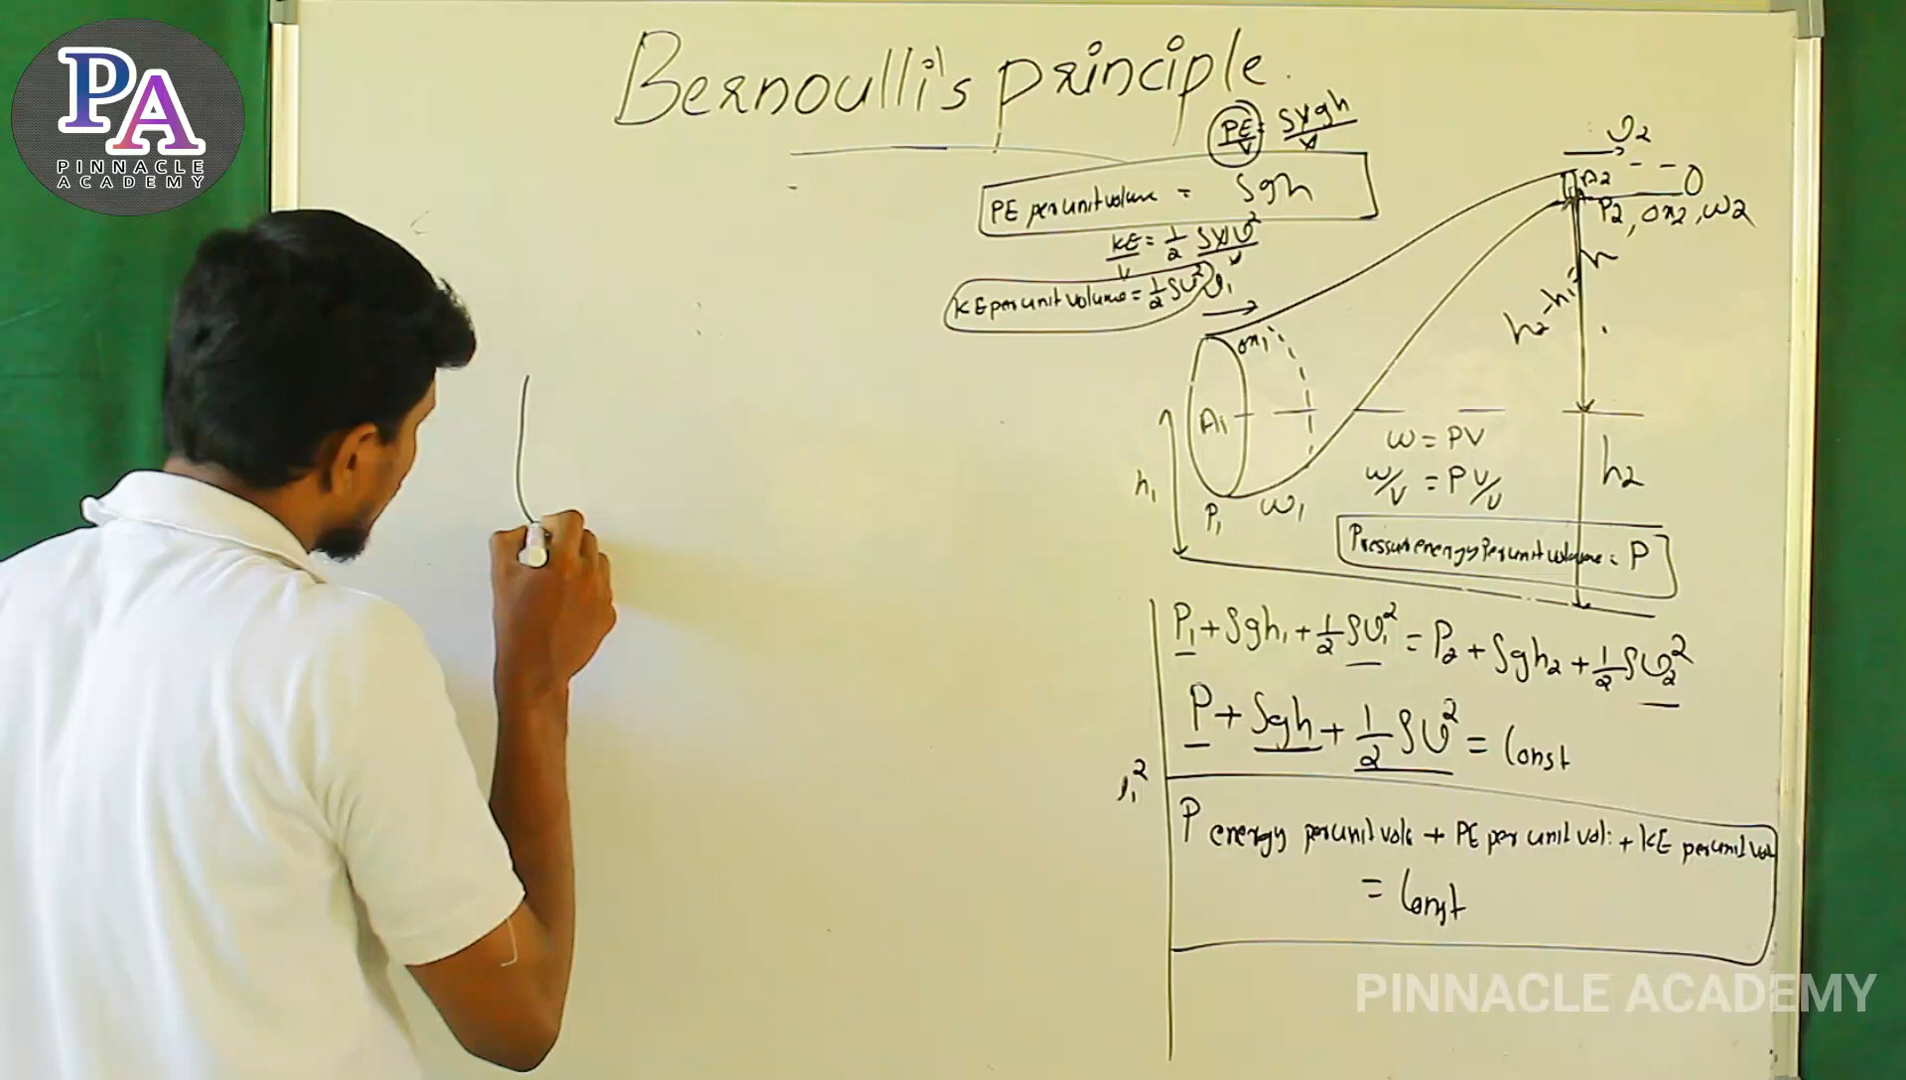 PA
PINNACLE
ACADEMY
Bernoulli's principle
PE/V = ρVgh/V
PE per unit volume = ρgh
KE/V = 1/2 ρVυ²/V
KE per unit volume = 1/2 ρυ²
υ₁
υ₂
A₂
P₂, Δx₂, ω₂
h
h₂-h₁
Δx₁
A₁
h₁
P₁
ω₁
h₂
ω = PV
ω/V = PV/V
Pressure energy per unit volume = P
P₁ + ρgh₁ + 1/2 ρυ₁² = P₂ + ρgh₂ + 1/2 ρυ₂²
P + ρgh + 1/2 ρυ² = Const
P energy per unit vol + PE per unit vol. + KE per unit vol
= Const
PINNACLE ACADEMY